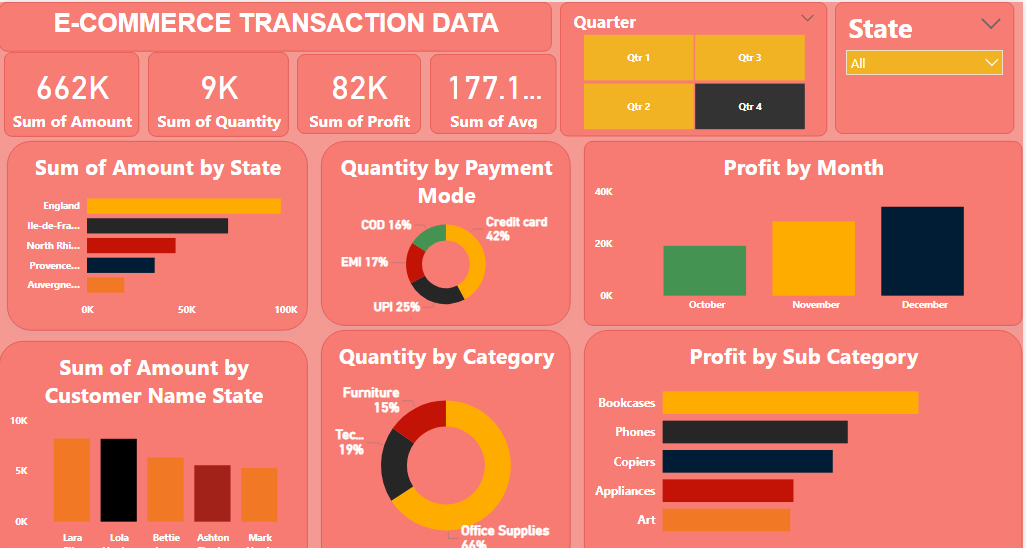 E-COMMERCE TRANSACTION DATA
662K
Sum of Amount
9K
Sum of Quantity
82K
Sum of Profit
177.1...
Sum of Avg
Quarter
Qtr 1
Qtr 3
Qtr 2
Qtr 4
State
All
Sum of Amount by State
England
Ile-de-Fra...
North Rhi...
Provence...
Auvergne...
0K
50K
100K
Quantity by Payment
Mode
COD 16%
Credit card
42%
EMI 17%
UPI 25%
Profit by Month
40K
20K
0K
October
November
December
Sum of Amount by
Customer Name State
10K
5K
0K
Lara
Lola
Bettie
Ashton
Mark
Quantity by Category
Furniture
15%
Tec...
19%
Office Supplies
66%
Profit by Sub Category
Bookcases
Phones
Copiers
Appliances
Art